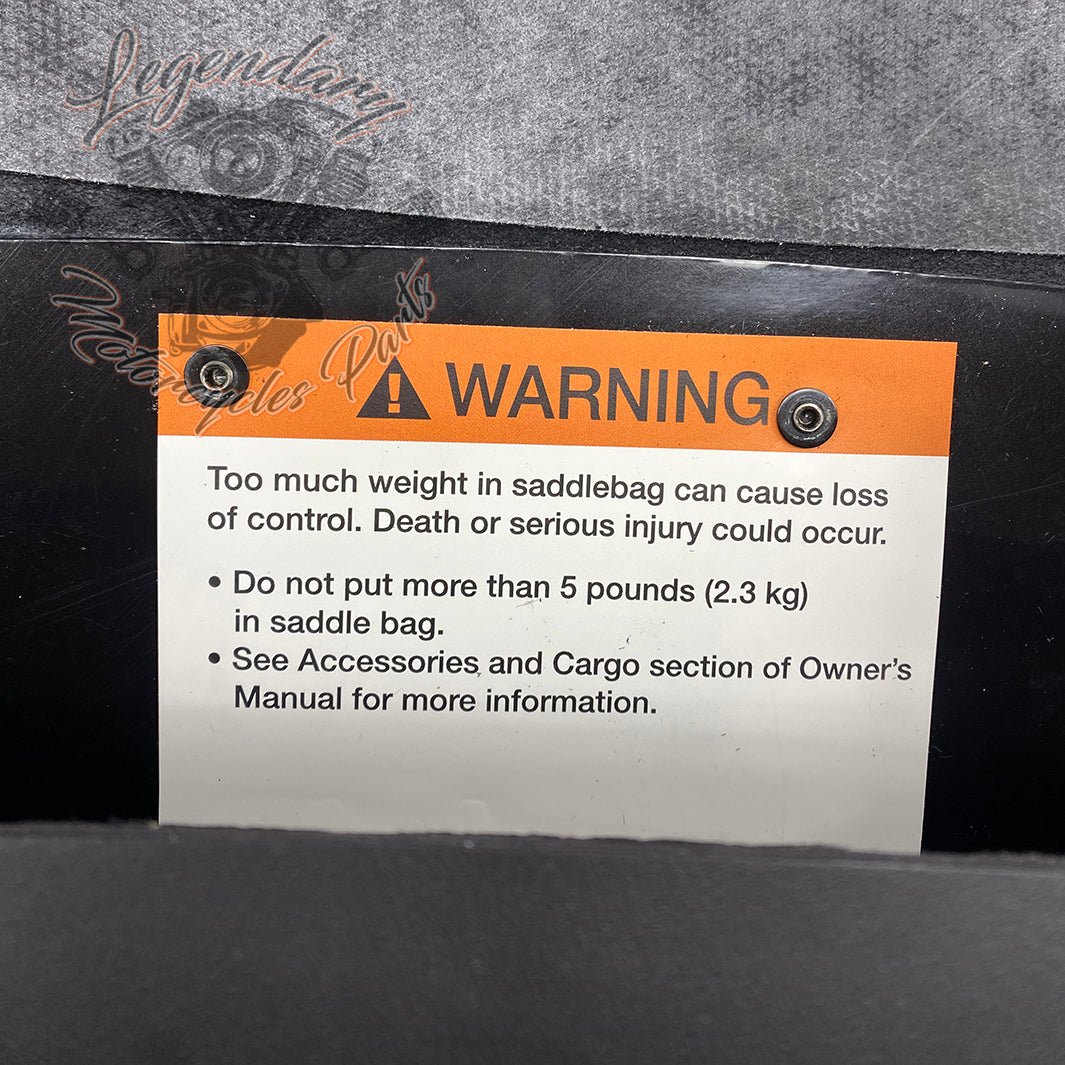 Legendary
Motorcycles Parts
WARNING
Too much weight in saddlebag can cause loss
of control. Death or serious injury could occur.
• Do not put more than 5 pounds (2.3 kg)
in saddle bag.
• See Accessories and Cargo section of Owner's
Manual for more information.